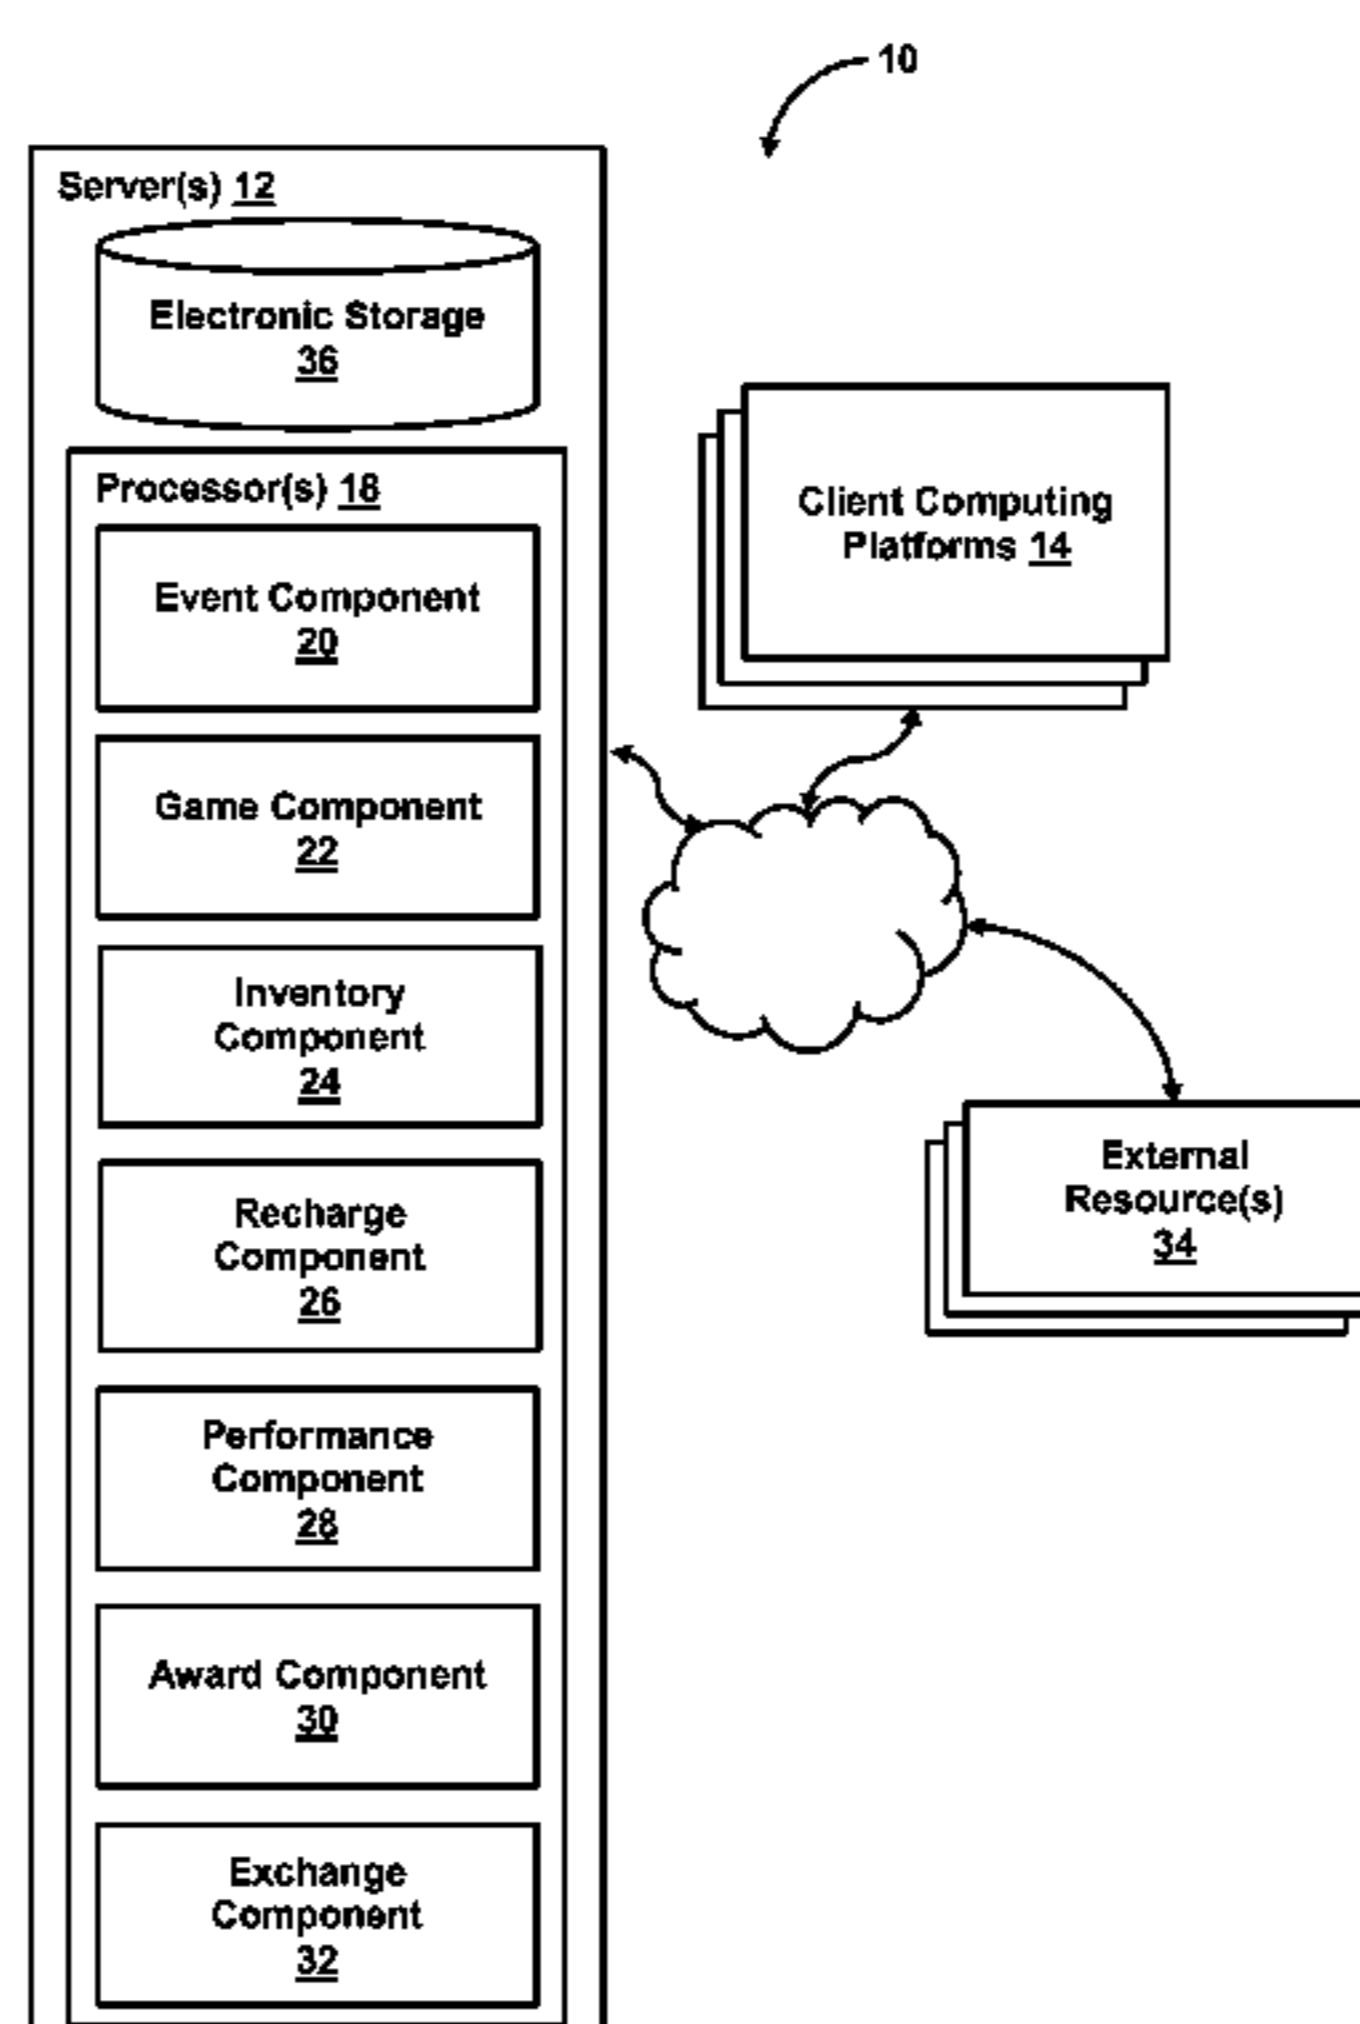 10
Server(s) 12
Electronic Storage
36
Processor(s) 18
Event Component
20
Game Component
22
Inventory
Component
24
Recharge
Component
26
Performance
Component
28
Award Component
30
Exchange
Component
32
Client Computing
Platforms 14
External
Resource(s)
34